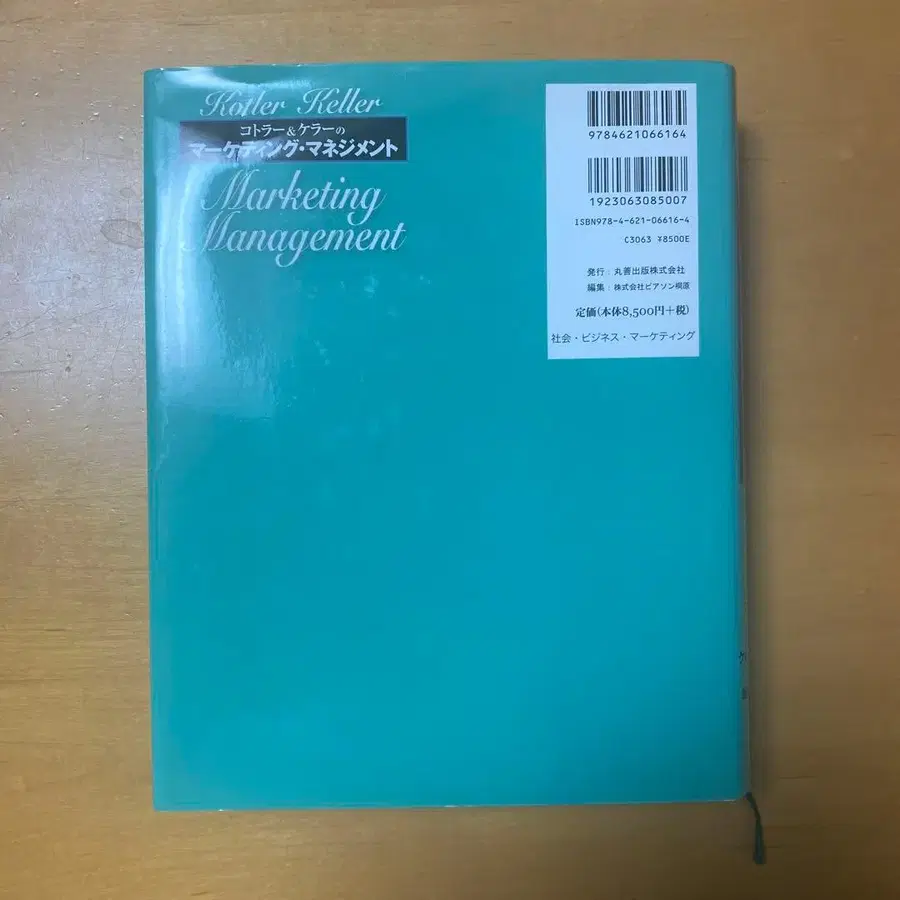 Kotler Keller
コトラー&ケラーの
マーケティング・マネジメント
Marketing
Management
9784621066164
1923063085007
ISBN978-4-621-06616-4
C3063 ¥8500E
発行:丸善出版株式会社
編集:株式会社ピアソン桐原
定価(本体8,500円+税)
社会・ビジネス・マーケティング